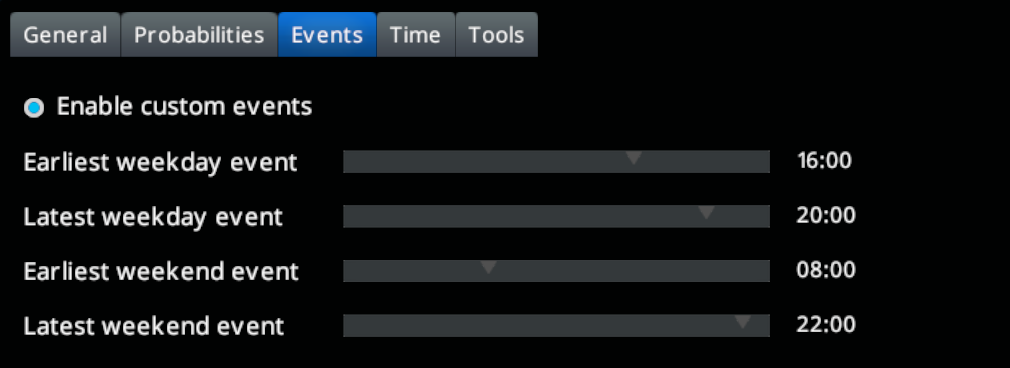 General Probabilities Events Time Tools
Enable custom events
Earliest weekday event 16:00
Latest weekday event 20:00
Earliest weekend event 08:00
Latest weekend event 22:00